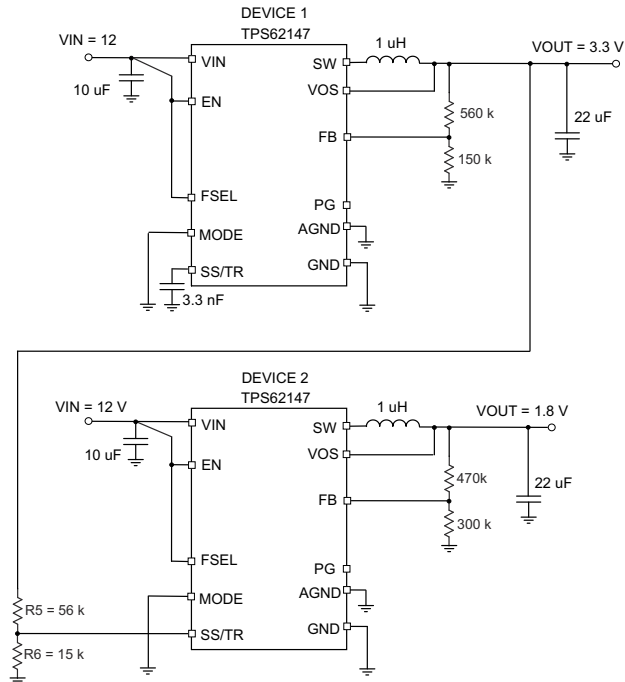 DEVICE 1
TPS62147
VIN = 12
1 uH
VOUT = 3.3 V
VIN
SW
10 uF
VOS
EN
560 k
22 uF
FB
150 k
FSEL
PG
MODE
AGND
SS/TR
GND
3.3 nF
DEVICE 2
TPS62147
VIN = 12 V
1 uH
VOUT = 1.8 V
VIN
SW
10 uF
VOS
EN
470k
22 uF
FB
300 k
FSEL
PG
MODE
AGND
R5 = 56 k
SS/TR
GND
R6 = 15 k